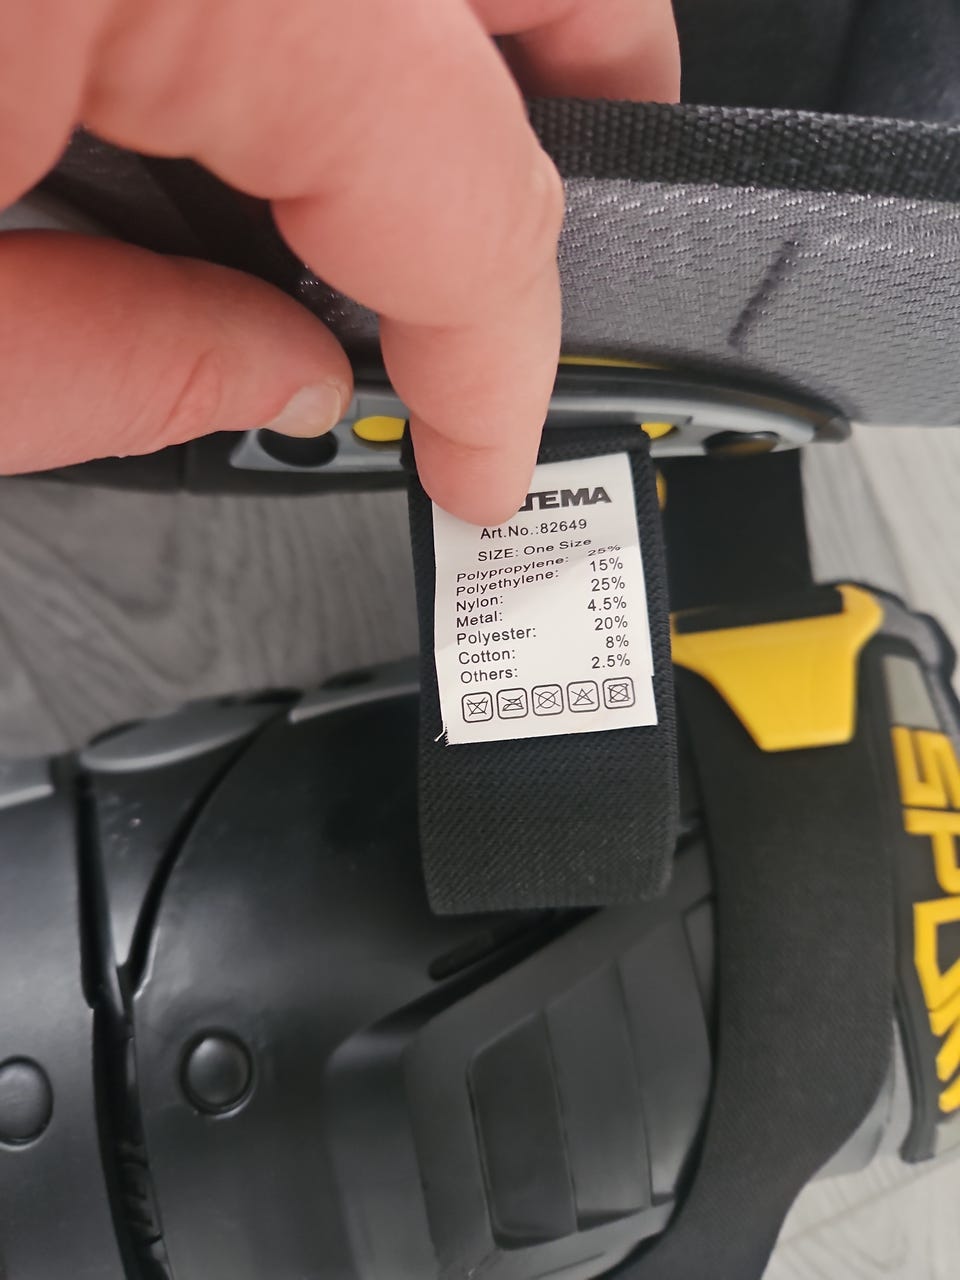 TEMA
Art.No.:82649
SIZE: One Size
Polypropylene: 25%
Polyethylene: 15%
Nylon: 25%
Metal: 4.5%
Polyester: 20%
Cotton: 8%
Others: 2.5%